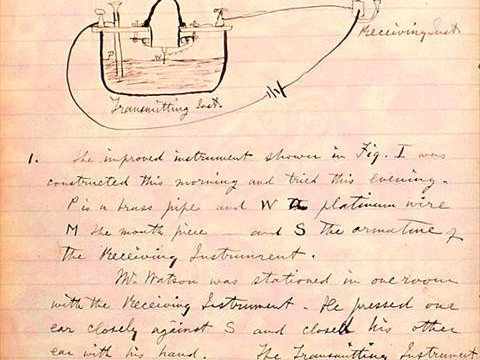 Receiving Inst.
P
W
Transmitting Inst.
1. The improved instrument shown in Fig. I was
constructed this morning and tried this evening.
P is a brass pipe and W a platinum wire
M the mouth piece and S the armature of
the Receiving Instrument.
Mr. Watson was stationed in one room
with the Receiving Instrument. He pressed one
ear closely against S and closed his other
ear with his hand. The Transmitting Instrument